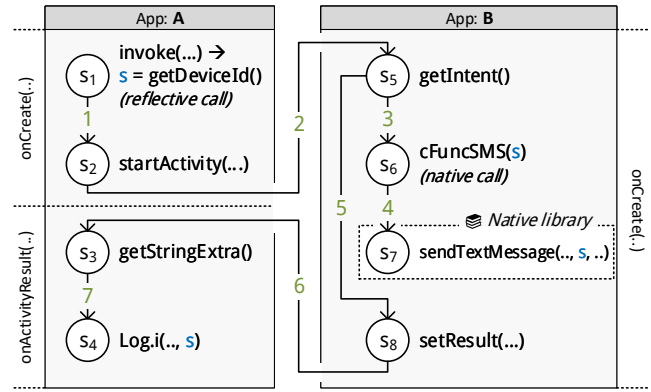 App: A
App: B
onCreate(..)
s1
invoke(...) →
s = getDeviceId()
(reflective call)
1
s2
startActivity(...)
2
s5
getIntent()
3
s6
cFuncSMS(s)
(native call)
4
5
Native library
s7
sendTextMessage(.., s, ..)
onCreate(..)
onActivityResult(..)
s3
getStringExtra()
7
6
s4
Log.i(.., s)
s8
setResult(...)